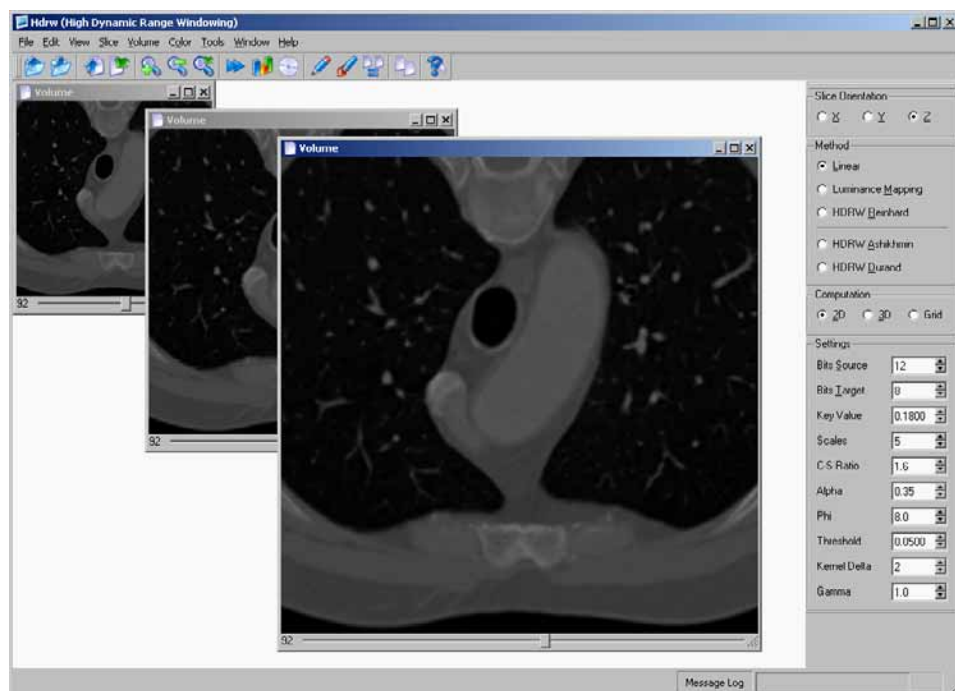 Hdrw (High Dynamic Range Windowing)
File Edit View Slice Volume Color Tools Window Help
Volume
92
Volume
92
Volume
92
Slice Orientation
X Y Z
Method
Linear
Luminance Mapping
HDRW Reinhard
HDRW Ashikhmin
HDRW Durand
Computation
2D 3D Grid
Settings
Bits Source 12
Bits Target 8
Key Value 0.1800
Scales 5
C-S Ratio 1.6
Alpha 0.35
Phi 8.0
Threshold 0.0500
Kernel Delta 2
Gamma 1.0
Message Log